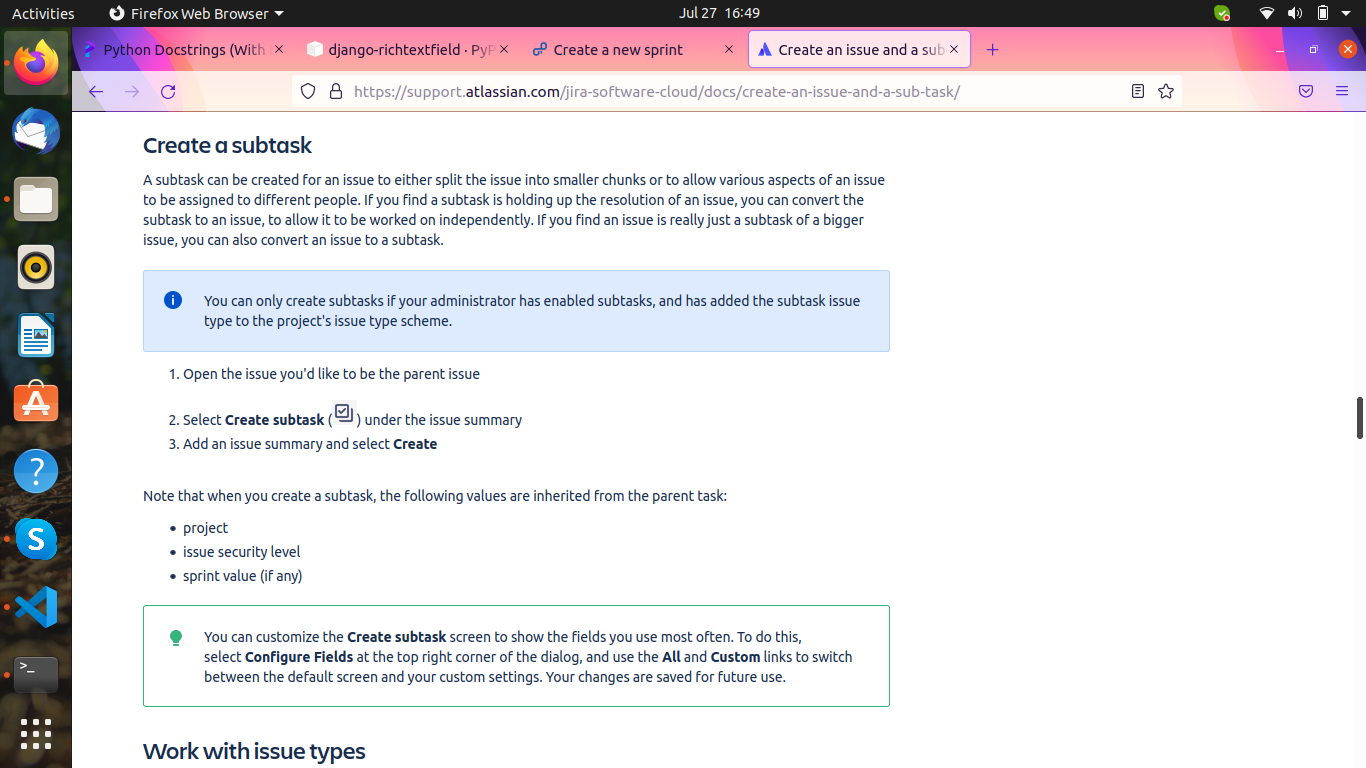 Activities Firefox Web Browser Jul 27 16:49
Python Docstrings (With django-richtextfield · PyP Create a new sprint Create an issue and a sub
https://support.atlassian.com/jira-software-cloud/docs/create-an-issue-and-a-sub-task/
Create a subtask
A subtask can be created for an issue to either split the issue into smaller chunks or to allow various aspects of an issue
to be assigned to different people. If you find a subtask is holding up the resolution of an issue, you can convert the
subtask to an issue, to allow it to be worked on independently. If you find an issue is really just a subtask of a bigger
issue, you can also convert an issue to a subtask.
You can only create subtasks if your administrator has enabled subtasks, and has added the subtask issue
type to the project's issue type scheme.
1. Open the issue you'd like to be the parent issue
2. Select Create subtask ( ) under the issue summary
3. Add an issue summary and select Create
Note that when you create a subtask, the following values are inherited from the parent task:
• project
• issue security level
• sprint value (if any)
You can customize the Create subtask screen to show the fields you use most often. To do this,
select Configure Fields at the top right corner of the dialog, and use the All and Custom links to switch
between the default screen and your custom settings. Your changes are saved for future use.
Work with issue types